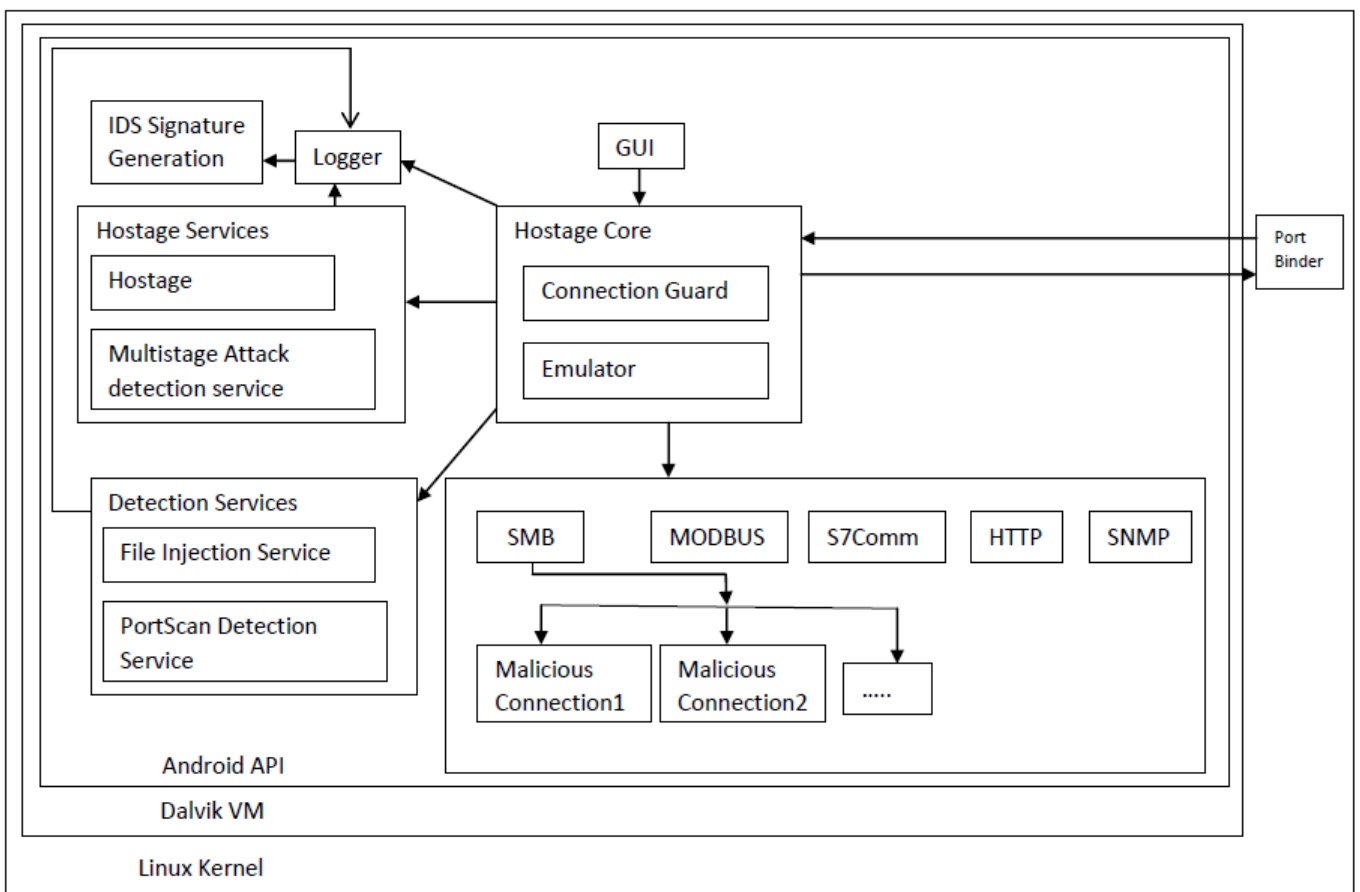 IDS Signature
Generation
Logger
GUI
Hostage Services
Hostage
Multistage Attack
detection service
Hostage Core
Connection Guard
Emulator
Port
Binder
Detection Services
File Injection Service
PortScan Detection
Service
SMB
MODBUS
S7Comm
HTTP
SNMP
Malicious
Connection1
Malicious
Connection2
.....
Android API
Dalvik VM
Linux Kernel